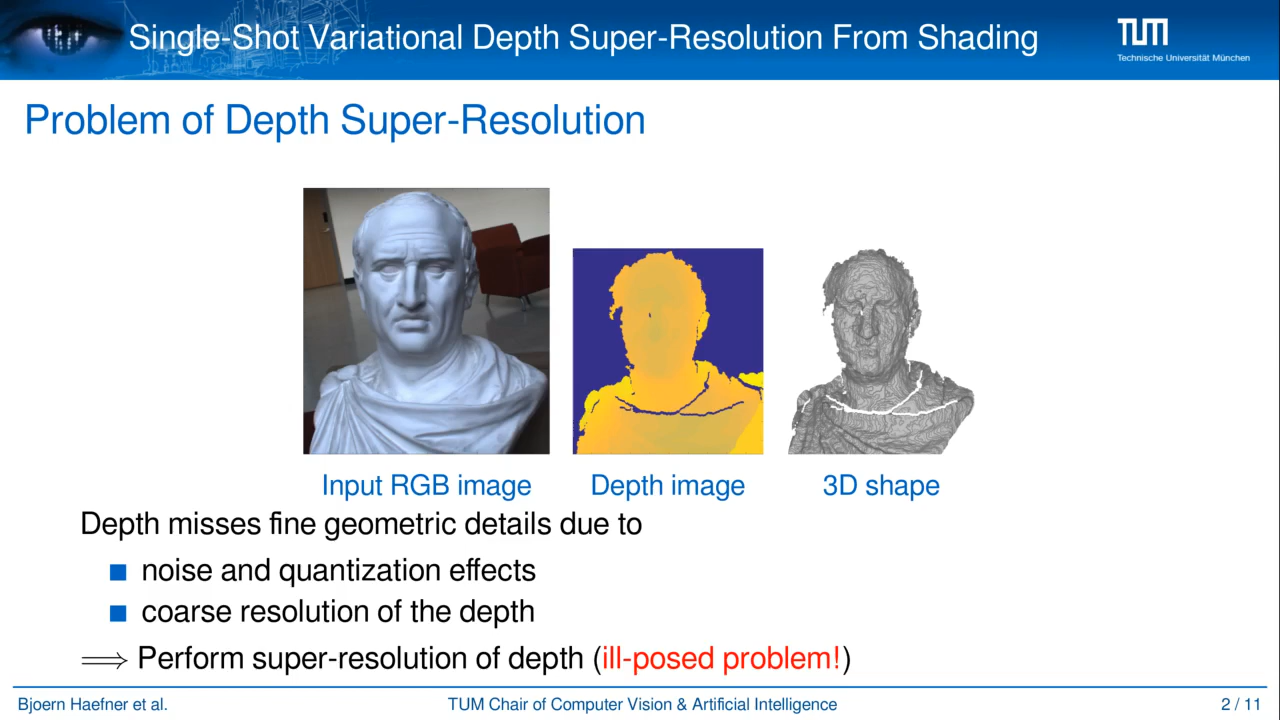 Single-Shot Variational Depth Super-Resolution From Shading
TUM
Technische Universität München
Problem of Depth Super-Resolution
Input RGB image
Depth image
3D shape
Depth misses fine geometric details due to
noise and quantization effects
coarse resolution of the depth
⟹ Perform super-resolution of depth (ill-posed problem!)
Bjoern Haefner et al.
TUM Chair of Computer Vision & Artificial Intelligence
2 / 11